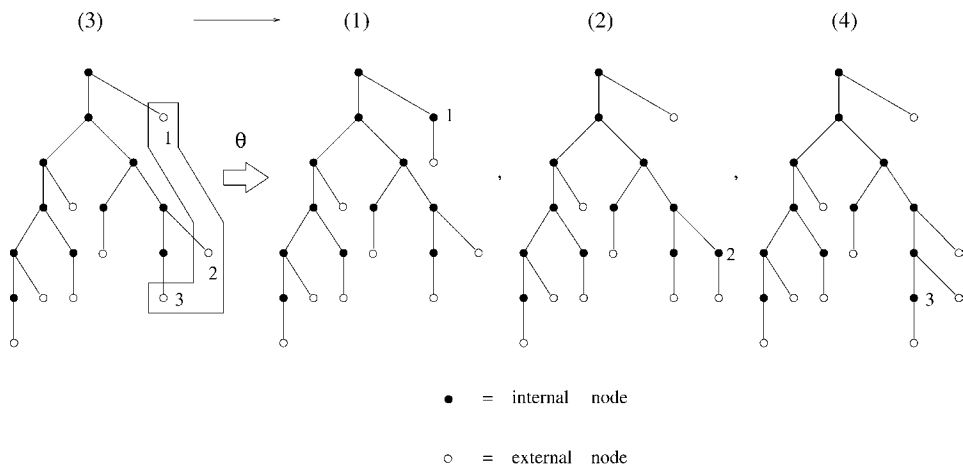 (3) (1) (2) (4)
1
1
θ
, ,
2
2
3
3
● = internal node
○ = external node